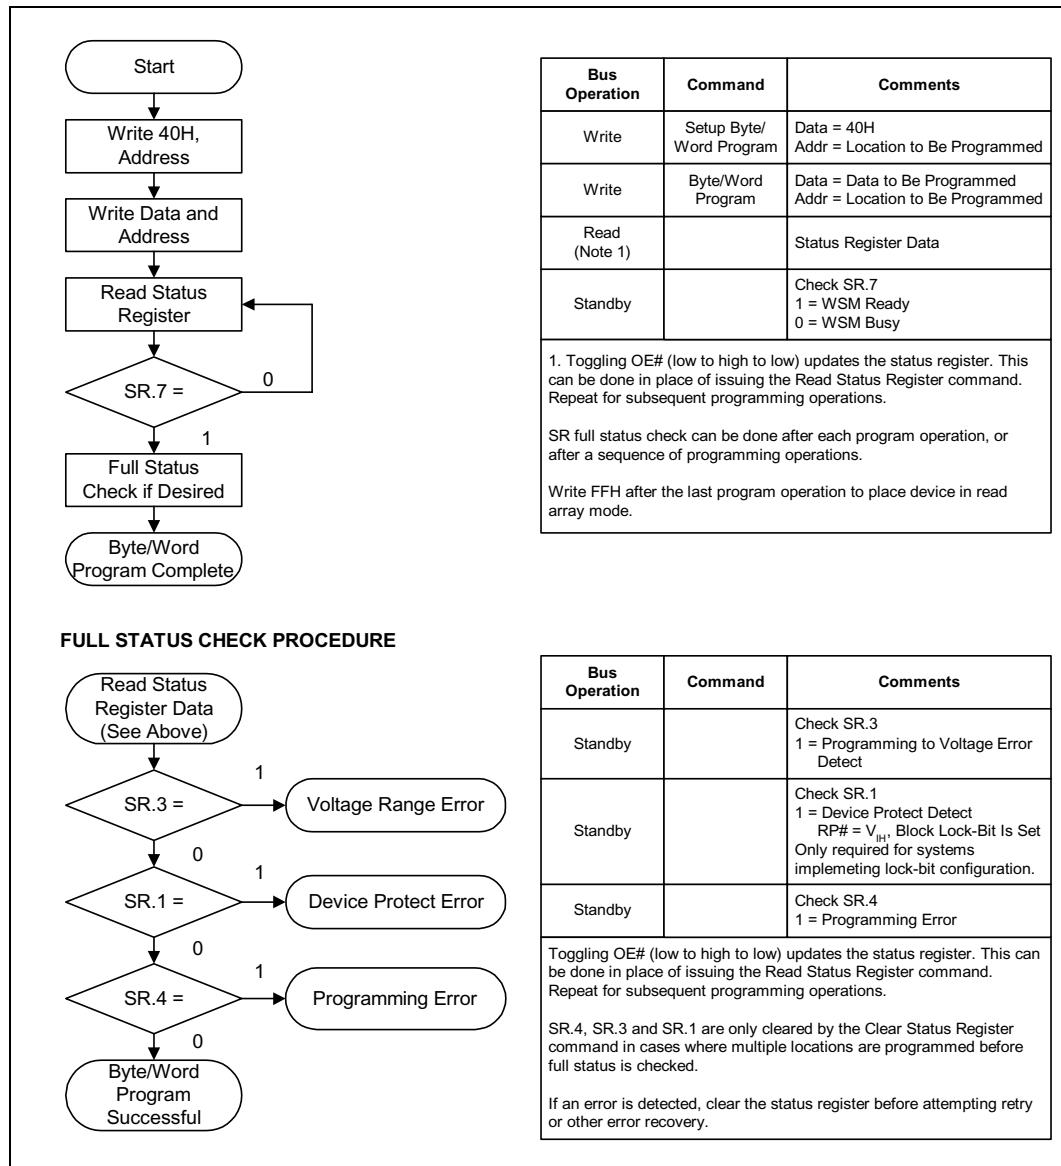 Start
Write 40H,
Address
Write Data and
Address
Read Status
Register
SR.7 =
0
1
Full Status
Check if Desired
Byte/Word
Program Complete
Bus
Operation
Command
Comments
Write
Setup Byte/
Word Program
Data = 40H
Addr = Location to Be Programmed
Write
Byte/Word
Program
Data = Data to Be Programmed
Addr = Location to Be Programmed
Read
(Note 1)
Status Register Data
Standby
Check SR.7
1 = WSM Ready
0 = WSM Busy
1. Toggling OE# (low to high to low) updates the status register. This
can be done in place of issuing the Read Status Register command.
Repeat for subsequent programming operations.
SR full status check can be done after each program operation, or
after a sequence of programming operations.
Write FFH after the last program operation to place device in read
array mode.
FULL STATUS CHECK PROCEDURE
Read Status
Register Data
(See Above)
SR.3 =
1
Voltage Range Error
0
SR.1 =
1
Device Protect Error
0
SR.4 =
1
Programming Error
0
Byte/Word
Program
Successful
Bus
Operation
Command
Comments
Standby
Check SR.3
1 = Programming to Voltage Error
Detect
Standby
Check SR.1
1 = Device Protect Detect
RP# = VIH, Block Lock-Bit Is Set
Only required for systems
implemeting lock-bit configuration.
Standby
Check SR.4
1 = Programming Error
Toggling OE# (low to high to low) updates the status register. This can
be done in place of issuing the Read Status Register command.
Repeat for subsequent programming operations.
SR.4, SR.3 and SR.1 are only cleared by the Clear Status Register
command in cases where multiple locations are programmed before
full status is checked.
If an error is detected, clear the status register before attempting retry
or other error recovery.